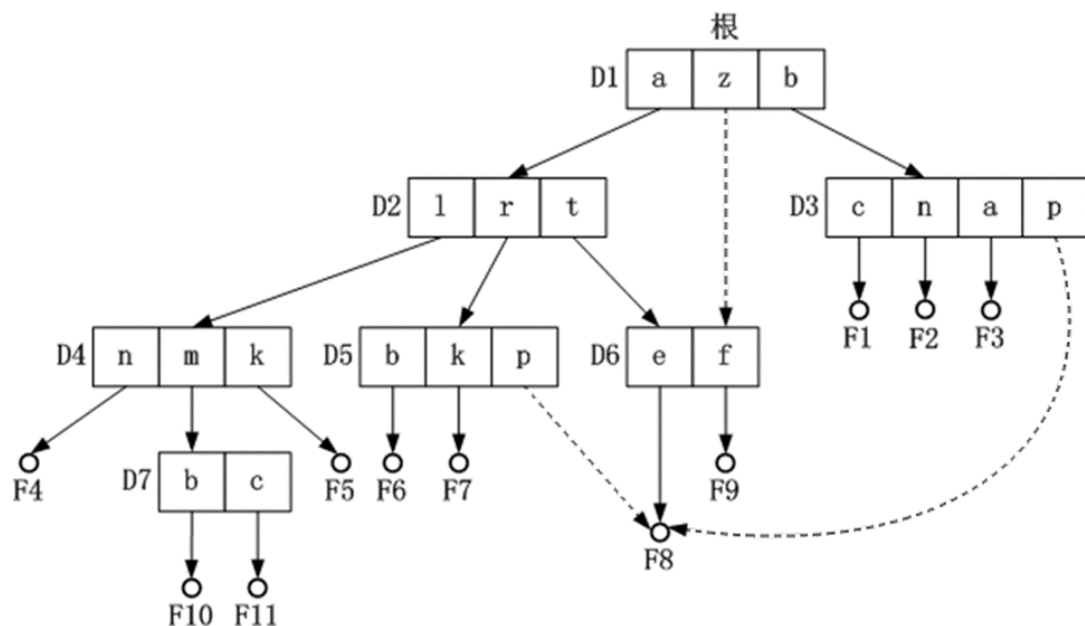 根
D1 a z b
D2 l r t
D3 c n a p
F1 F2 F3
D4 n m k
D5 b k p
D6 e f
F4
D7 b c
F5 F6 F7
F9
F8
F10 F11